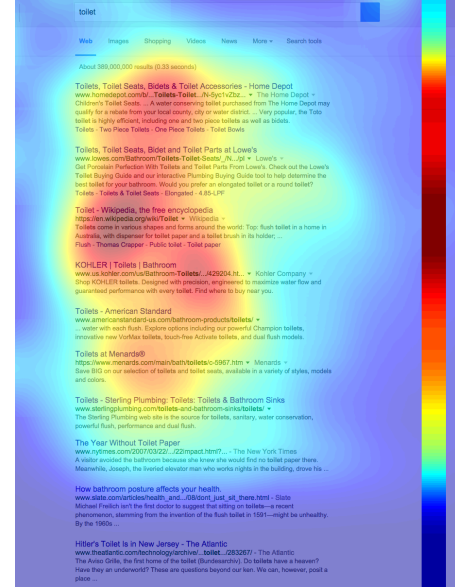 toilet
Web Images Shopping Videos News More Search tools
About 389,000,000 results (0.33 seconds)
Toilets, Toilet Seats, Bidets & Toilet Accessories - Home Depot
www.homedepot.com/b/...Toilets-Toilet.../N-5yc1vZbz... The Home Depot
Children's Toilet Seats. ... A water conserving toilet purchased from The Home Depot may
qualify for a rebate from your local county, city or water district. ... Very popular, the Toto
toilet is highly efficient, including one and two piece toilets as well as bidets.
Toilets - Two Piece Toilets - One Piece Toilets - Toilet Bowls
Toilets, Toilet Seats, Bidet and Toilet Parts at Lowe's
www.lowes.com/Bathroom/Toilets-Toilet-Seats/_/N.../pl Lowe's
Get Porcelain Perfection With Toilets and Toilet Parts From Lowe's. Check out the Lowe's
Toilet Buying Guide and our interactive Plumbing Buying Guide tool to help determine the
best toilet for your bathroom. Would you prefer an elongated toilet or a round toilet?
Toilets - Toilets & Toilet Seats - Elongated - 4.85-LPF
Toilet - Wikipedia, the free encyclopedia
https://en.wikipedia.org/wiki/Toilet Wikipedia
Toilets come in various shapes and forms around the world: Top: flush toilet in a home in
Australia, with dispenser for toilet paper and a toilet brush in its holder; ...
Flush - Thomas Crapper - Public toilet - Toilet paper
KOHLER | Toilets | Bathroom
www.us.kohler.com/us/Bathroom-Toilets/.../429204.ht... Kohler Company
Shop KOHLER toilets. Designed with precision, engineered to maximize water flow and
guaranteed performance with every toilet. Find where to buy near you.
Toilets - American Standard
www.americanstandard-us.com/bathroom-products/toilets/
... water with each flush. Explore options including our powerful Champion toilets,
innovative new VorMax toilets, touch-free Activate toilets, and dual flush models.
Toilets at Menards®
https://www.menards.com/main/bath/toilets/c-5967.htm Menards
Save BIG on our selection of toilets and toilet seats, available in a variety of styles, models
and colors.
Toilets - Sterling Plumbing: Toilets: Toilets & Bathroom Sinks
www.sterlingplumbing.com/toilets-and-bathroom-sinks/toilets/
The Sterling Plumbing web site is the source for toilets, sanitary, water conservation,
powerful flush, performance and dual flush.
The Year Without Toilet Paper
www.nytimes.com/2007/03/22/.../22impact.html?... - The New York Times
A visitor avoided the bathroom because she knew she would find no toilet paper there.
Meanwhile, Joseph, the liveried elevator man who works nights in the building, drove his ...
How bathroom posture affects your health.
www.slate.com/articles/health_and.../08/dont_just_sit_there.html - Slate
Michael Freilich isn't the first doctor to suggest that sitting on toilets—a recent
phenomenon, stemming from the invention of the flush toilet in 1591—might be unhealthy.
By the 1960s ...
Hitler's Toilet Is in New Jersey - The Atlantic
www.theatlantic.com/technology/archive/...toilet.../283267/ - The Atlantic
The Aviso Grille, the first home of the toilet (Bundesarchiv). Do toilets have a heaven?
Have they an underworld? These are questions beyond our ken. We can, however, posit a
place ...